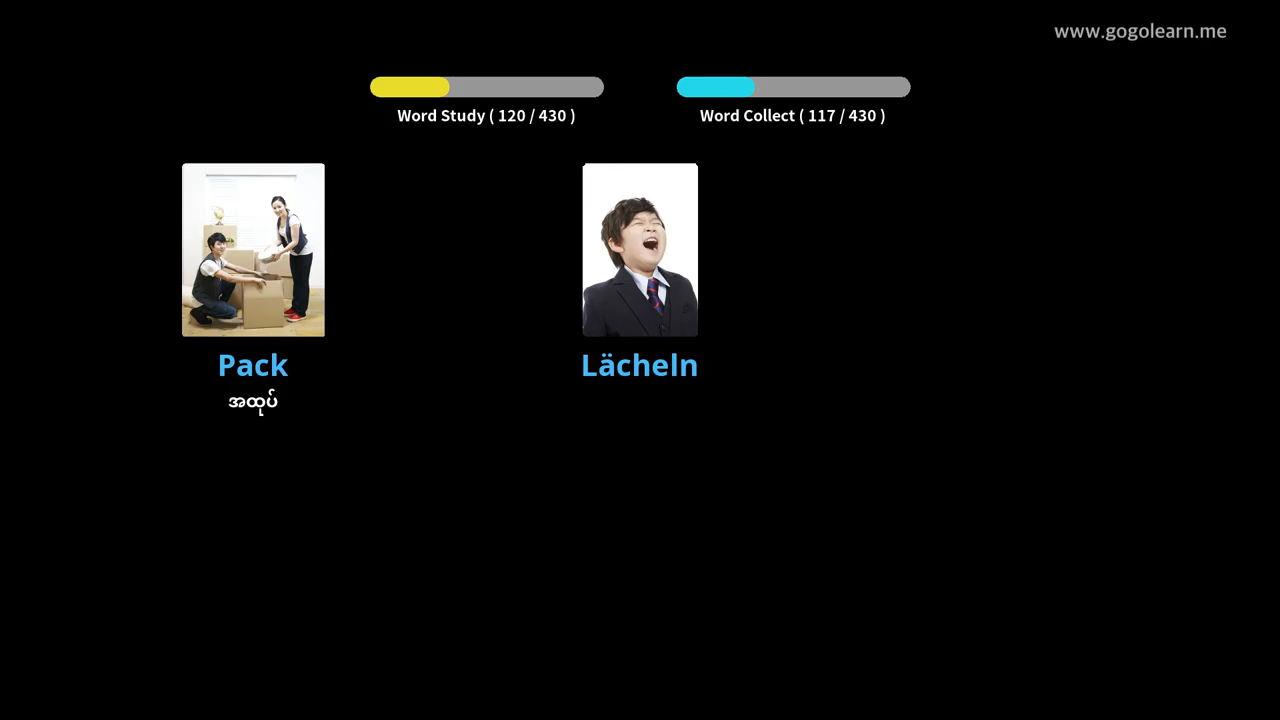 www.gogolearn.me
Word Study ( 120 / 430 )
Word Collect ( 117 / 430 )
Pack
Lächeln
အထုပ်